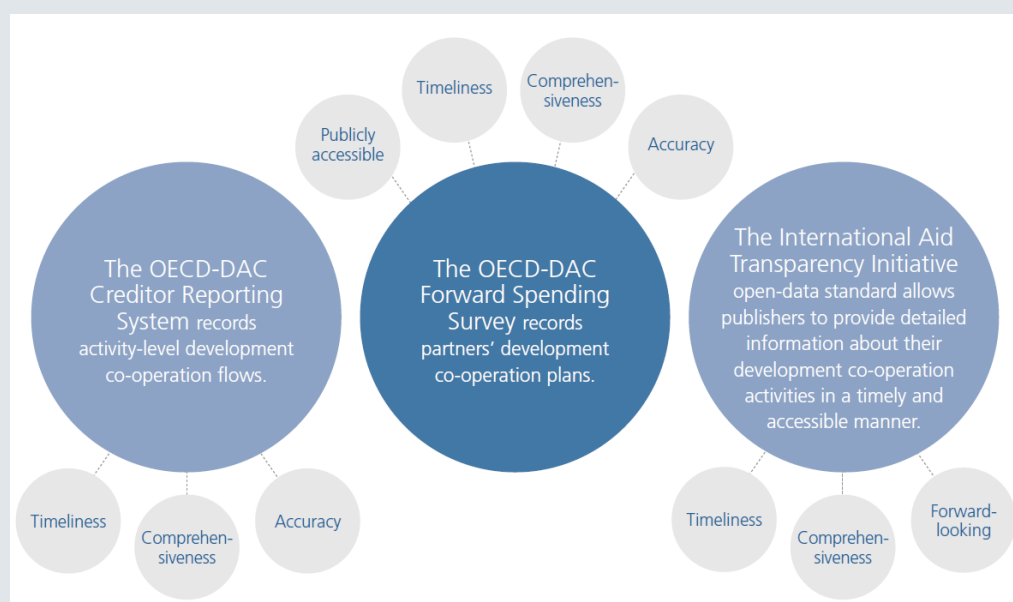 Timeliness
Comprehen-
siveness
Publicly
accessible
Accuracy
The OECD-DAC
Creditor Reporting
System records
activity-level development
co-operation flows.
The OECD-DAC
Forward Spending
Survey records
partners’ development
co-operation plans.
The International Aid
Transparency Initiative
open-data standard allows
publishers to provide detailed
information about their
development co-operation
activities in a timely and
accessible manner.
Timeliness
Comprehen-
siveness
Accuracy
Timeliness
Comprehen-
siveness
Forward-
looking